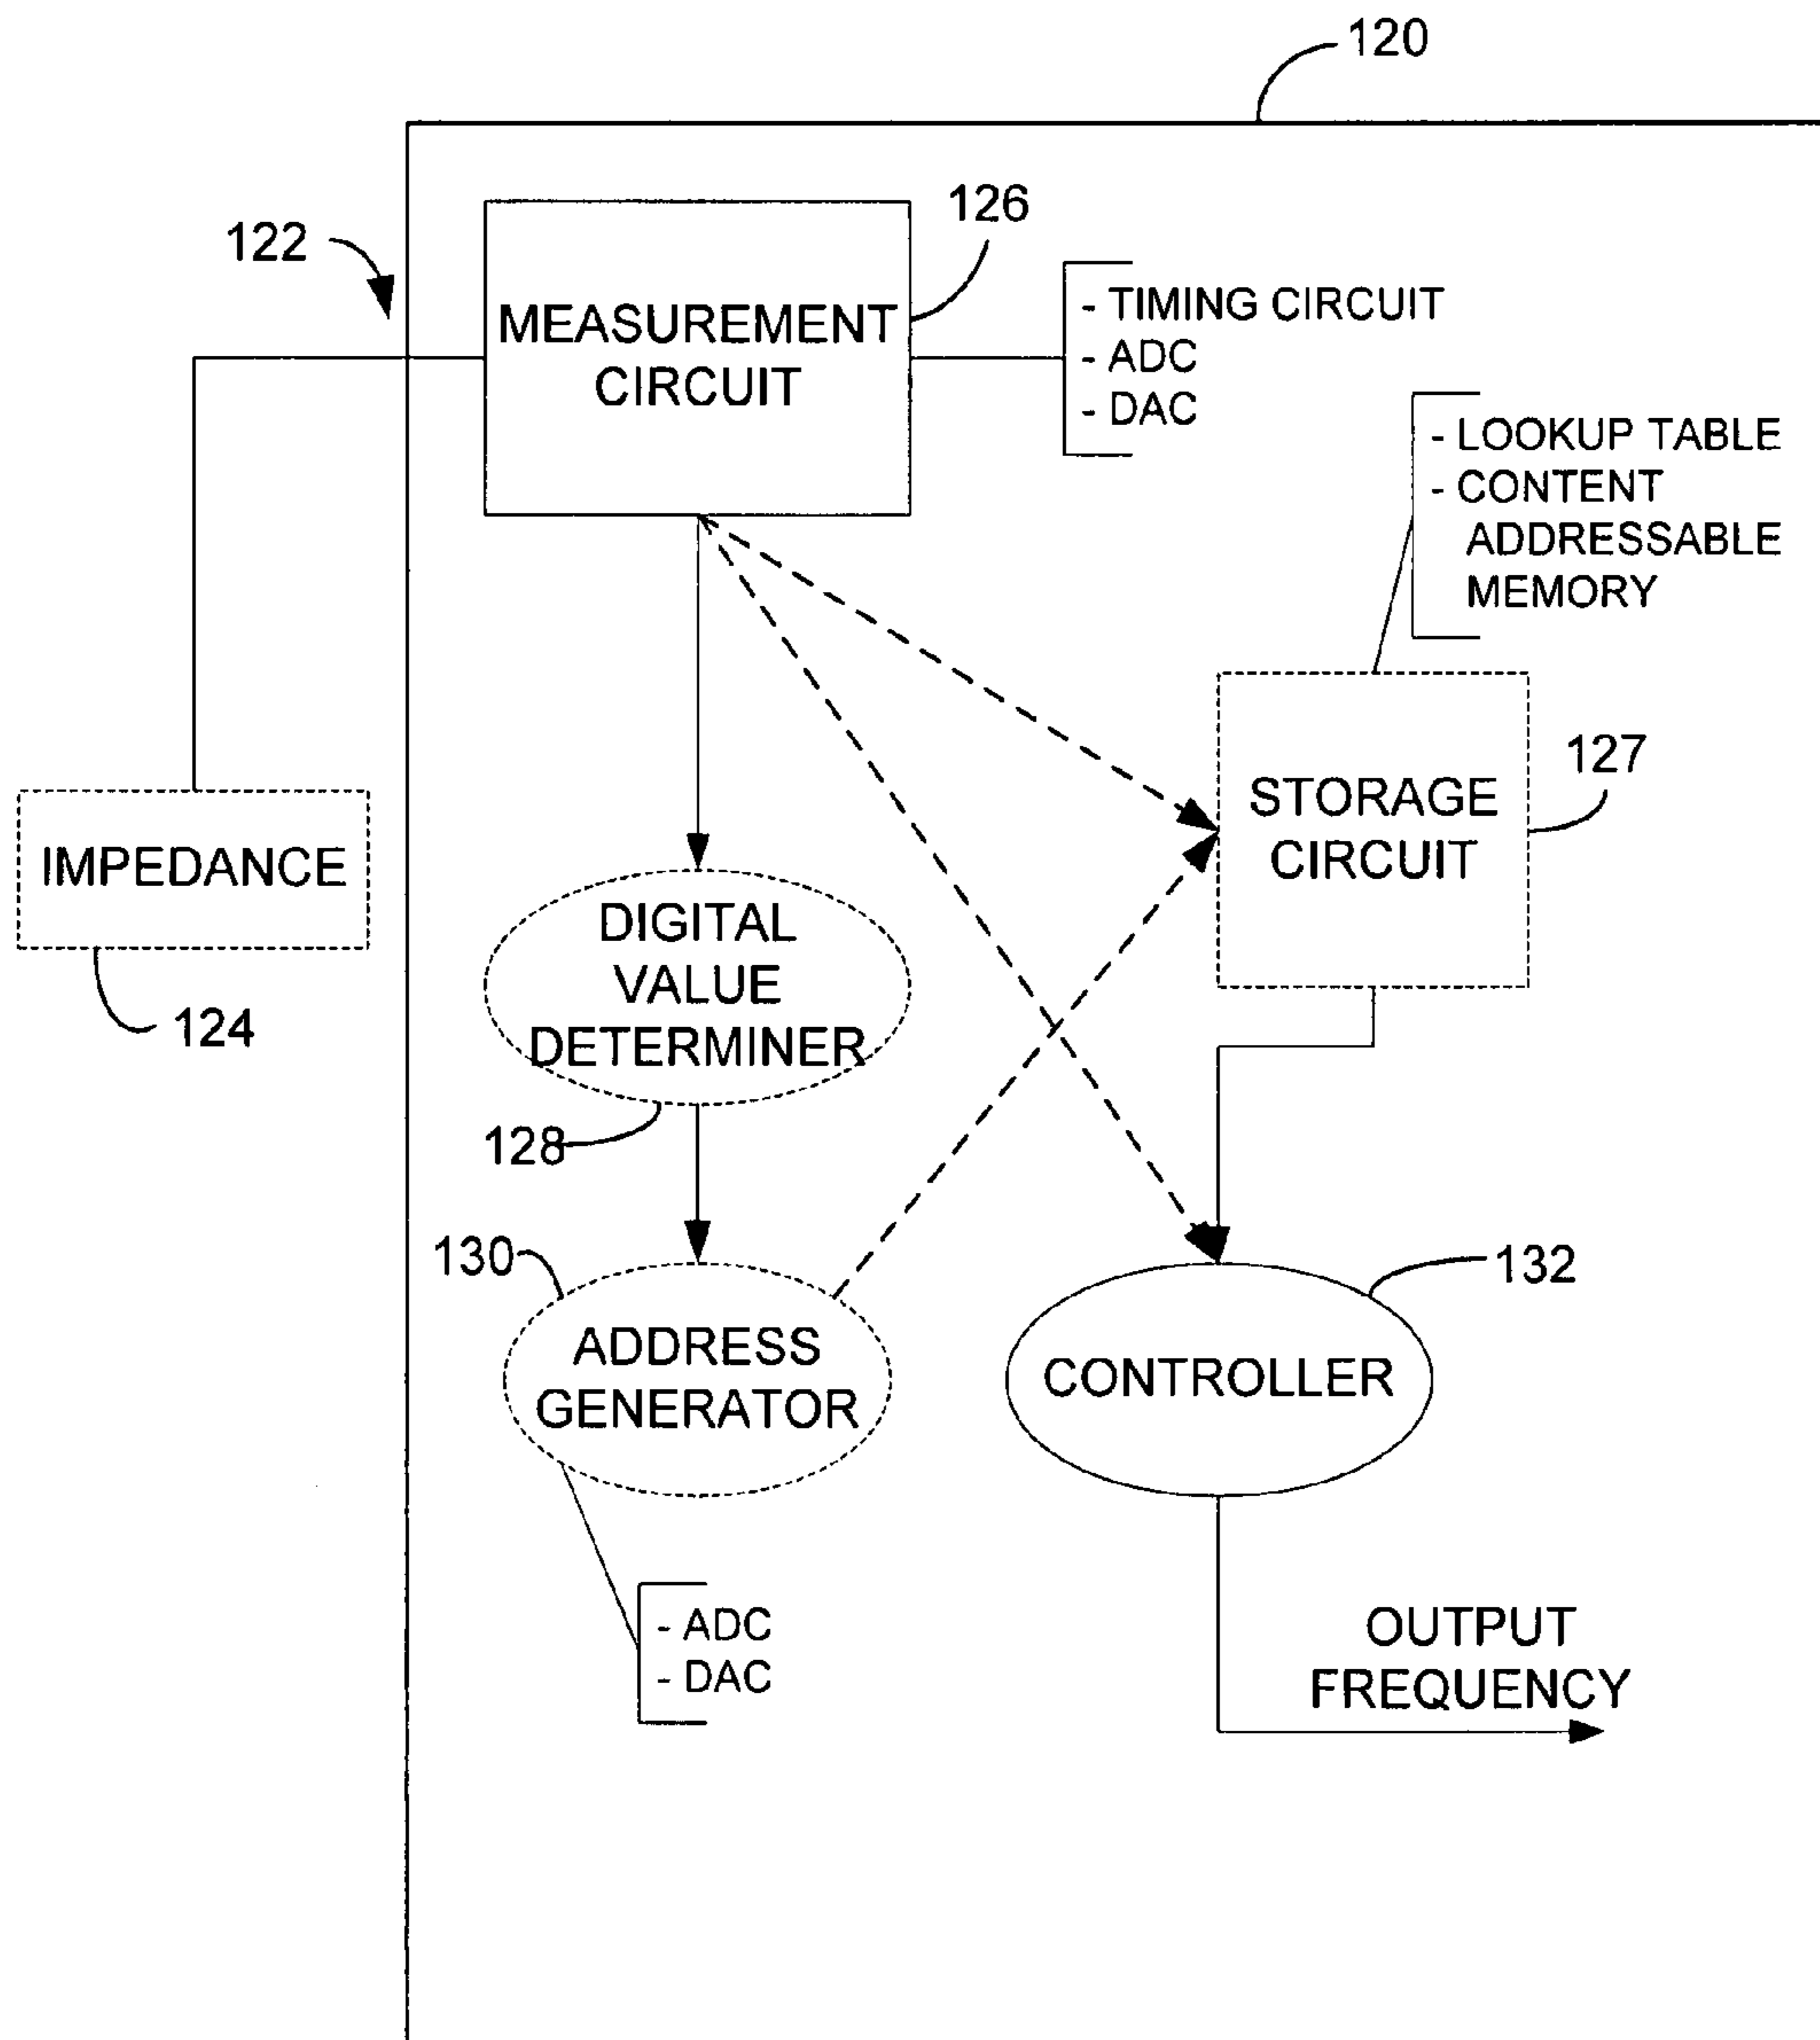 120
126
122
MEASUREMENT
CIRCUIT
- TIMING CIRCUIT
- ADC
- DAC
- LOOKUP TABLE
- CONTENT
ADDRESSABLE
MEMORY
127
STORAGE
CIRCUIT
IMPEDANCE
124
DIGITAL
VALUE
DETERMINER
128
130
ADDRESS
GENERATOR
132
CONTROLLER
- ADC
- DAC
OUTPUT
FREQUENCY